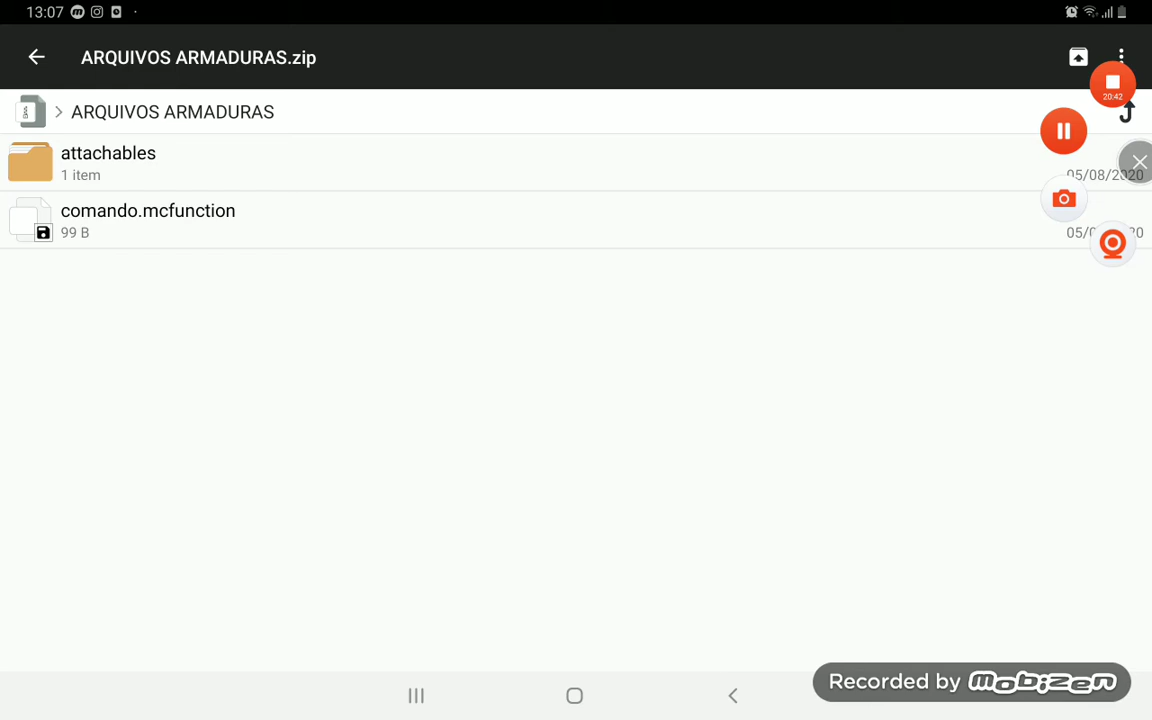 13:07
ARQUIVOS ARMADURAS.zip
20:42
ARQUIVOS ARMADURAS
attachables
1 item
05/08/2020
comando.mcfunction
99 B
Recorded by mobizen